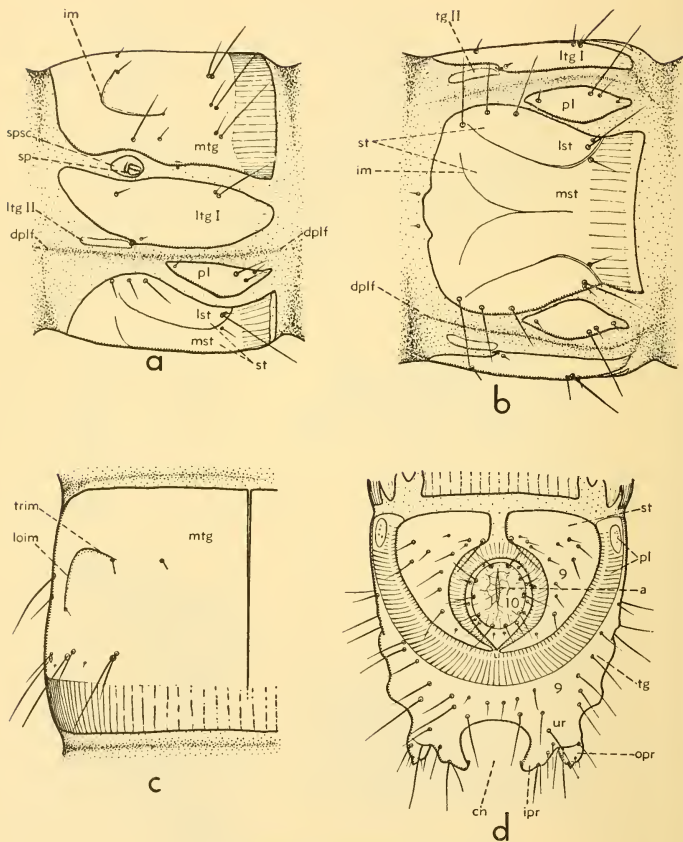 im
spsc
sp
mtg
ltg I
ltg II
dplf
dplf
pl
lst
mst
st
a
tg II
ltg I
pl
st
im
lst
mst
dplf
b
trim
loim
mtg
c
st
pl
9
a
10
tg
9
ur
opr
cn
ipr
d